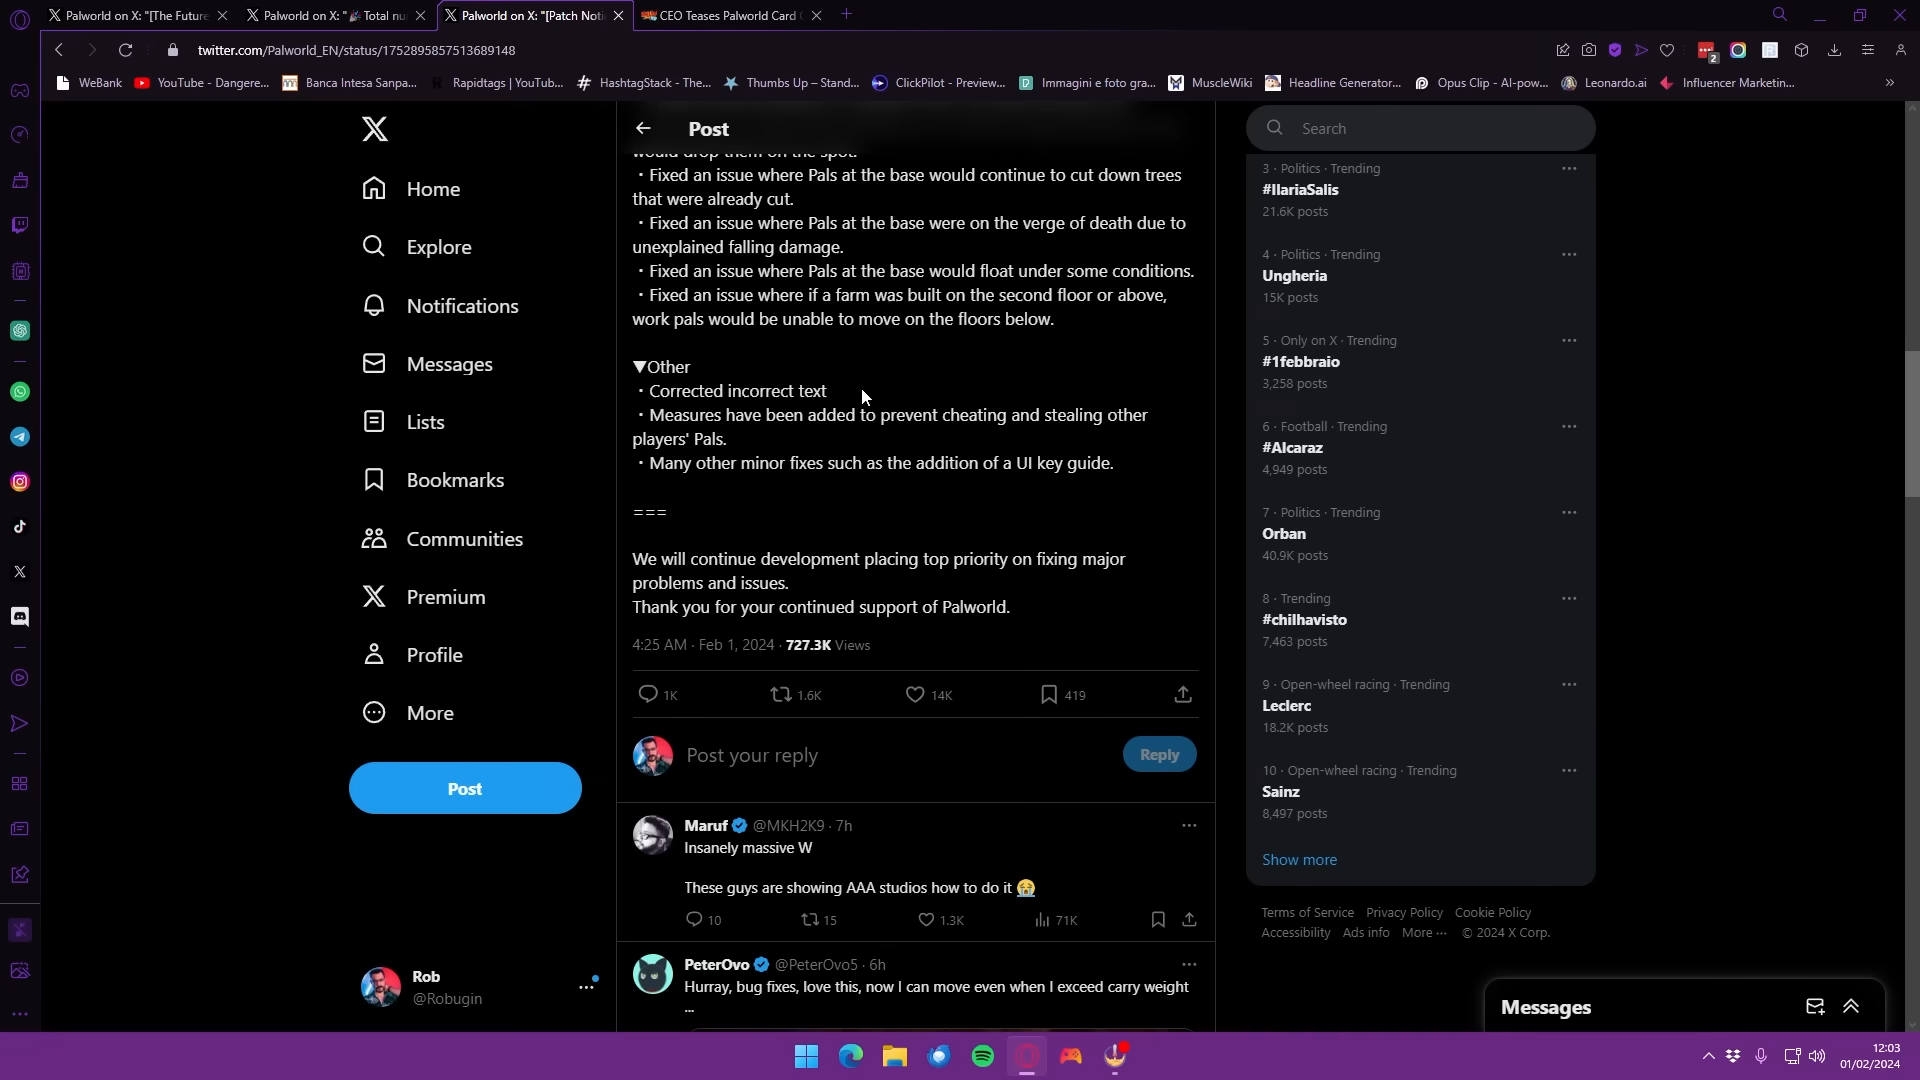 Palworld on X: "[The Future
Palworld on X: "🎉Total nu
Palworld on X: "[Patch Noti
CEO Teases Palworld Card
twitter.com/Palworld_EN/status/1752895857513689148
2
WeBank
YouTube - Dangere...
Banca Intesa Sanpa...
Rapidtags | YouTub...
HashtagStack - The...
Thumbs Up – Stand...
ClickPilot - Preview...
Immagini e foto gra...
MuscleWiki
Headline Generator...
Opus Clip - AI-pow...
Leonardo.ai
Influencer Marketin...
Home
Explore
Notifications
Messages
Lists
Bookmarks
Communities
Premium
Profile
More
Post
Rob
@Robugin
Post
would drop them on the spot.
・Fixed an issue where Pals at the base would continue to cut down trees
that were already cut.
・Fixed an issue where Pals at the base were on the verge of death due to
unexplained falling damage.
・Fixed an issue where Pals at the base would float under some conditions.
・Fixed an issue where if a farm was built on the second floor or above,
work pals would be unable to move on the floors below.
▼Other
・Corrected incorrect text
・Measures have been added to prevent cheating and stealing other
players' Pals.
・Many other minor fixes such as the addition of a UI key guide.
===
We will continue development placing top priority on fixing major
problems and issues.
Thank you for your continued support of Palworld.
4:25 AM · Feb 1, 2024 · 727.3K Views
1K 1.6K 14K 419
Post your reply
Reply
Maruf @MKH2K9 · 7h
Insanely massive W
These guys are showing AAA studios how to do it 😭
10 15 1.3K 71K
PeterOvo @PeterOvo5 · 6h
Hurray, bug fixes, love this, now I can move even when I exceed carry weight
...
Search
3 · Politics · Trending
#IlariaSalis
21.6K posts
4 · Politics · Trending
Ungheria
15K posts
5 · Only on X · Trending
#1febbraio
3,258 posts
6 · Football · Trending
#Alcaraz
4,949 posts
7 · Politics · Trending
Orban
40.9K posts
8 · Trending
#chilhavisto
7,463 posts
9 · Open-wheel racing · Trending
Leclerc
18.2K posts
10 · Open-wheel racing · Trending
Sainz
8,497 posts
Show more
Terms of Service Privacy Policy Cookie Policy
Accessibility Ads info More ··· © 2024 X Corp.
Messages
12:03
01/02/2024